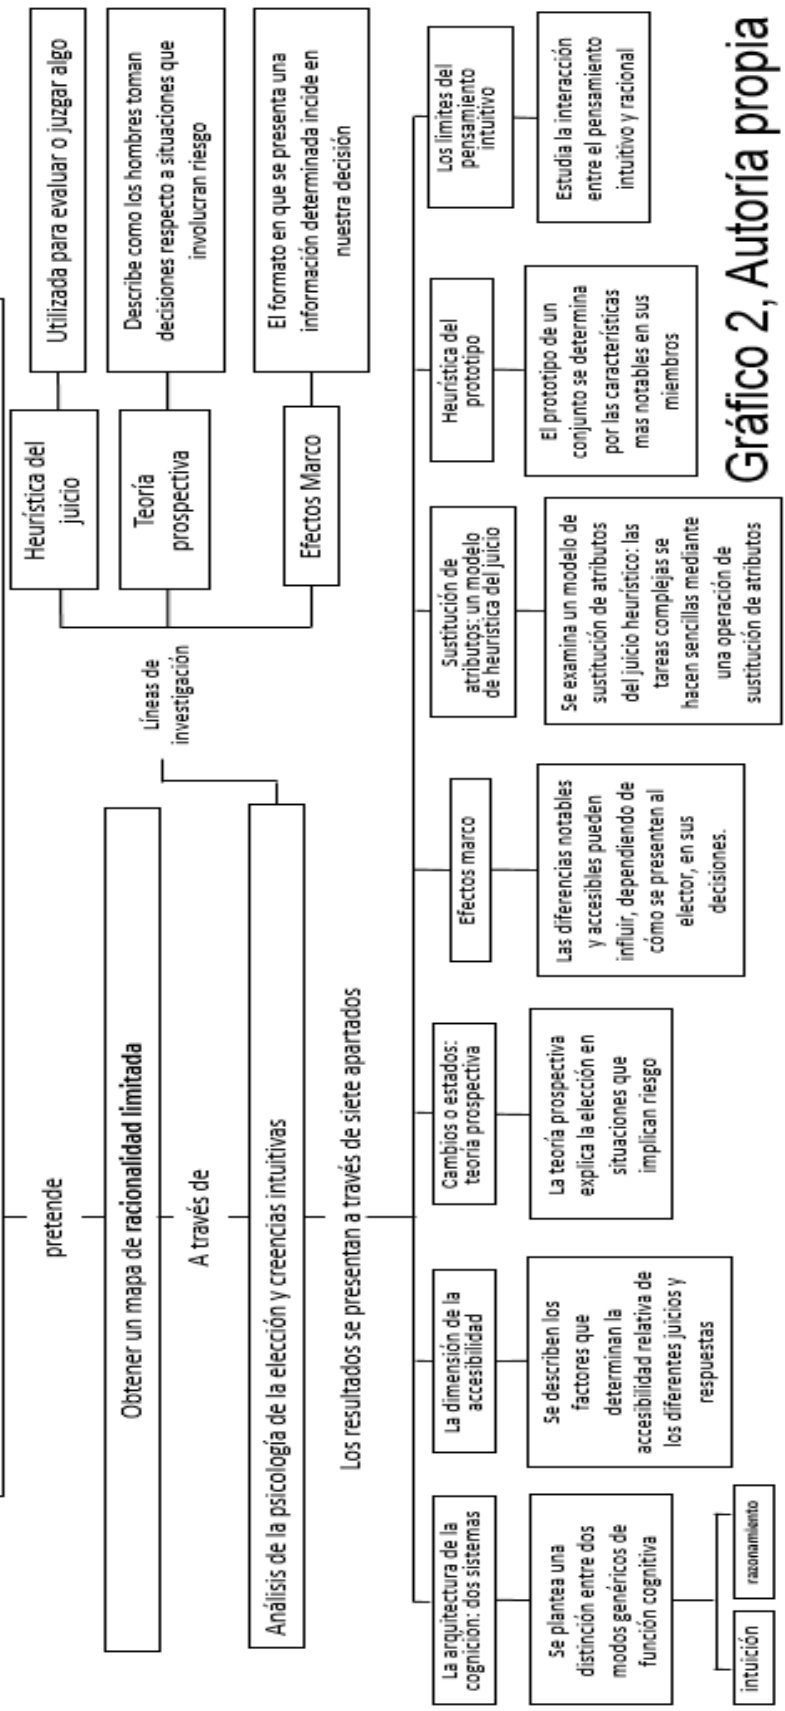 pretende
Obtener un mapa de racionalidad limitada
A través de
Análisis de la psicología de la elección y creencias intuitivas
Líneas de
investigación
Heurística del
juicio
Utilizada para evaluar o juzgar algo
Teoría
prospectiva
Describe como los hombres toman
decisiones respecto a situaciones que
involucran riesgo
Efectos Marco
El formato en que se presenta una
información determinada incide en
nuestra decisión
Los resultados se presentan a través de siete apartados
La arquitectura de la
cognición: dos sistemas
Se plantea una
distinción entre dos
modos genéricos de
función cognitiva
intuición
razonamiento
La dimensión de la
accesibilidad
Se describen los
factores que
determinan la
accesibilidad relativa de
los diferentes juicios y
respuestas
Cambios o estados:
teoría prospectiva
La teoría prospectiva
explica la elección en
situaciones que
implican riesgo
Efectos marco
Las diferencias notables
y accesibles pueden
influir, dependiendo de
cómo se presenten al
elector, en sus
decisiones.
Sustitución de
atributos: un modelo
de heurística del juicio
Se examina un modelo de
sustitución de atributos
del juicio heurístico: las
tareas complejas se
hacen sencillas mediante
una operación de
sustitución de atributos
Heurística del
prototipo
El prototipo de un
conjunto se determina
por las características
mas notables en sus
miembros
Los limites del
pensamiento
intuitivo
Estudia la interacción
entre el pensamiento
intuitivo y racional
Gráfico 2, Autoría propia